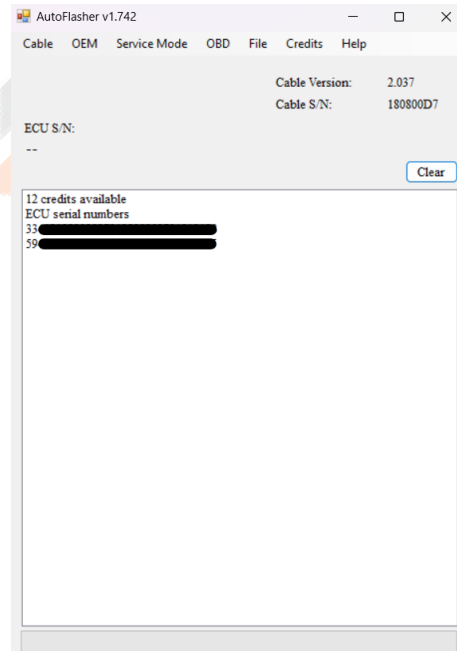 AutoFlasher v1.742
Cable OEM Service Mode OBD File Credits Help
Cable Version: 2.037
Cable S/N: 180800D7
ECU S/N:
--
Clear
12 credits available
ECU serial numbers
33
59